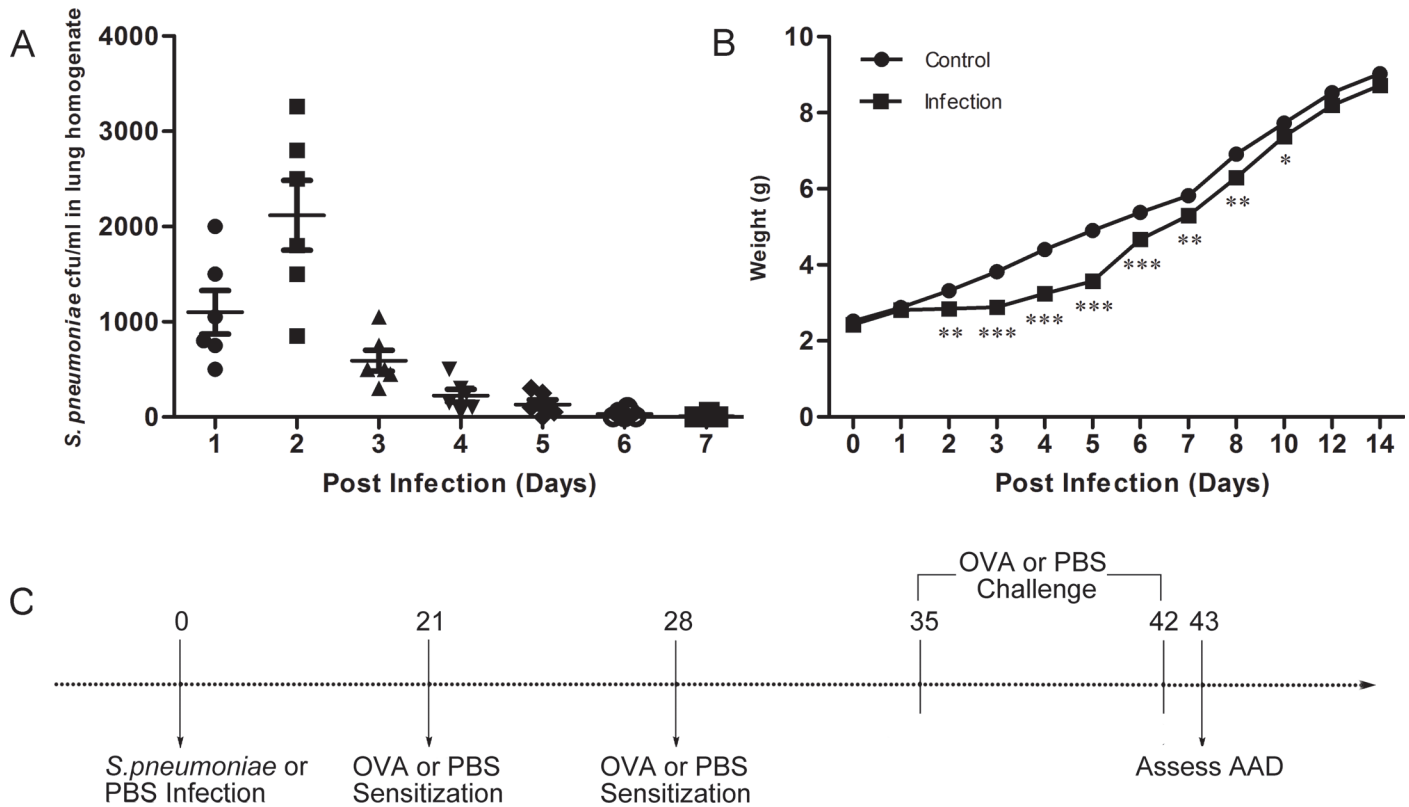 A
S. pneumoniae cfu/ml in lung homogenate
4000
3000
2000
1000
0
1 2 3 4 5 6 7
Post Infection (Days)
B
Weight (g)
10
8
6
4
2
0
Control
Infection
** *** *** *** *** ** ** *
0 1 2 3 4 5 6 7 8 10 12 14
Post Infection (Days)
C
OVA or PBS
Challenge
0 21 28 35 42 43
S.pneumoniae or
PBS Infection
OVA or PBS
Sensitization
OVA or PBS
Sensitization
Assess AAD